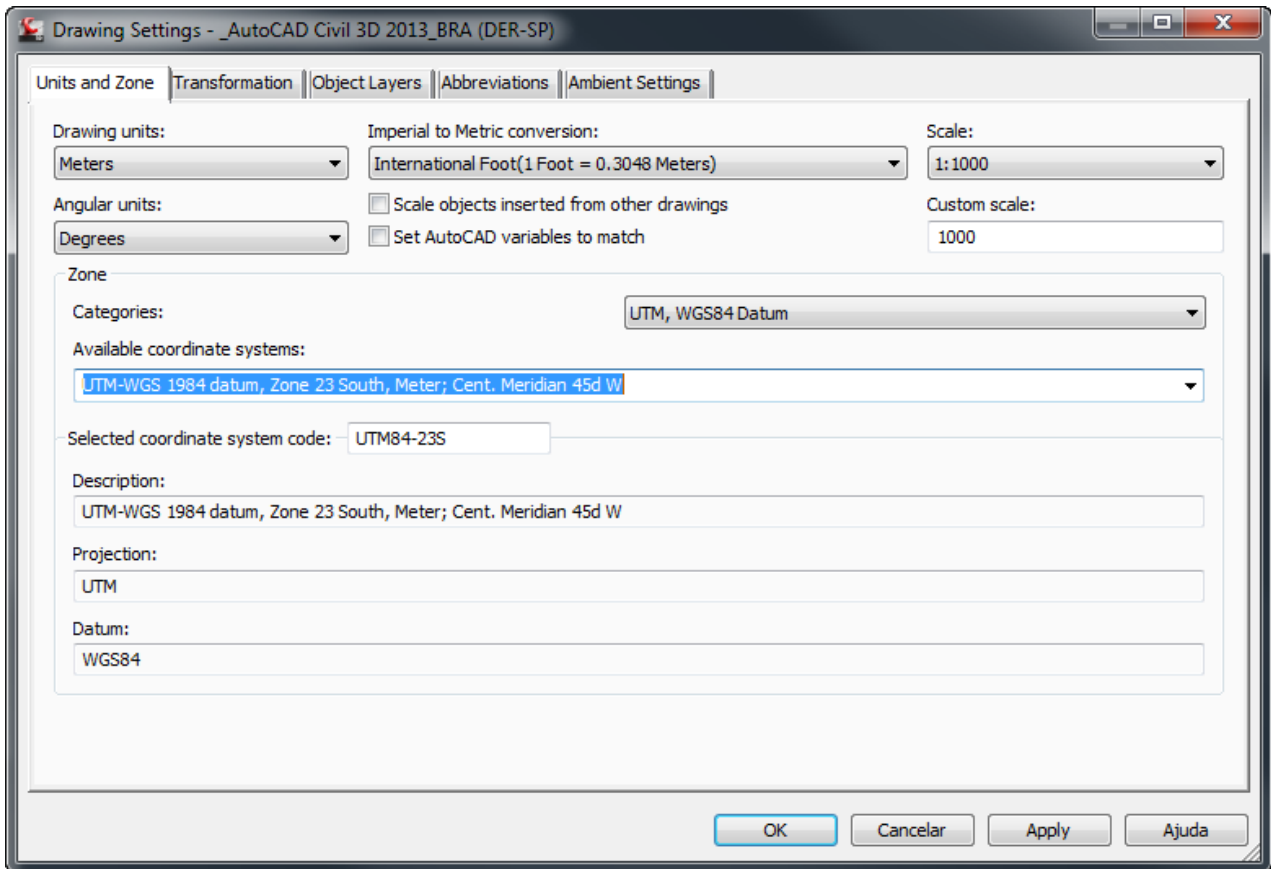 Drawing Settings - _AutoCAD Civil 3D 2013_BRA (DER-SP)
Units and Zone Transformation Object Layers Abbreviations Ambient Settings
Drawing units: Imperial to Metric conversion: Scale:
Meters International Foot(1 Foot = 0.3048 Meters) 1:1000
Angular units: Scale objects inserted from other drawings Custom scale:
Degrees Set AutoCAD variables to match 1000
Zone
Categories: UTM, WGS84 Datum
Available coordinate systems:
UTM-WGS 1984 datum, Zone 23 South, Meter; Cent. Meridian 45d W
Selected coordinate system code: UTM84-23S
Description:
UTM-WGS 1984 datum, Zone 23 South, Meter; Cent. Meridian 45d W
Projection:
UTM
Datum:
WGS84
OK Cancelar Apply Ajuda